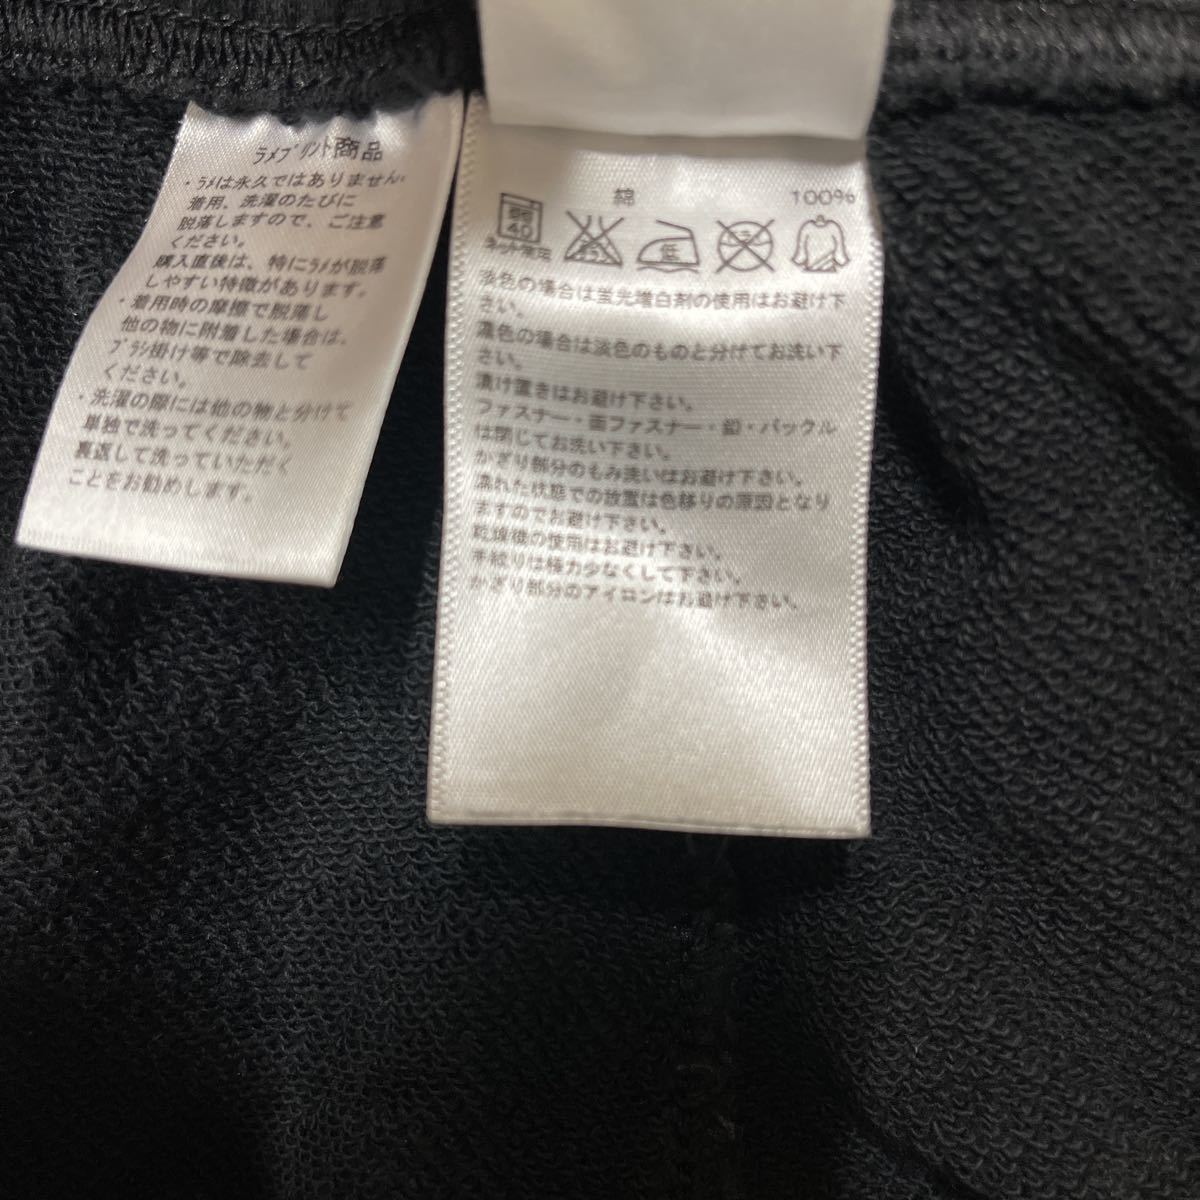 ﾗﾒﾌﾟﾘﾝﾄ商品
・ﾗﾒは永久ではありません。
着用、洗濯のたびに
脱落しますので、ご注意
ください。
購入直後は、特にﾗﾒが脱落
しやすい特徴があります。
・着用時の摩擦で脱落し
他の物に附着した場合は、
ﾌﾞﾗｼ掛け等で除去して
ください。
・洗濯の際には他の物と分けて
単独で洗ってください。
裏返して洗っていただく
ことをお勧めします。
綿 100%
40
ネット使用
低
淡色の場合は蛍光増白剤の使用はお避け下
さい。
濃色の場合は淡色のものと分けてお洗い下
さい。
漬け置きはお避け下さい。
ファスナー・面ファスナー・釦・バックル
は閉じてお洗い下さい。
かざり部分のもみ洗いはお避け下さい。
濡れた状態での放置は色移りの原因となり
ますのでお避け下さい。
乾燥機の使用はお避け下さい。
手絞りは極力少なくして下さい。
かざり部分のアイロンはお避け下さい。